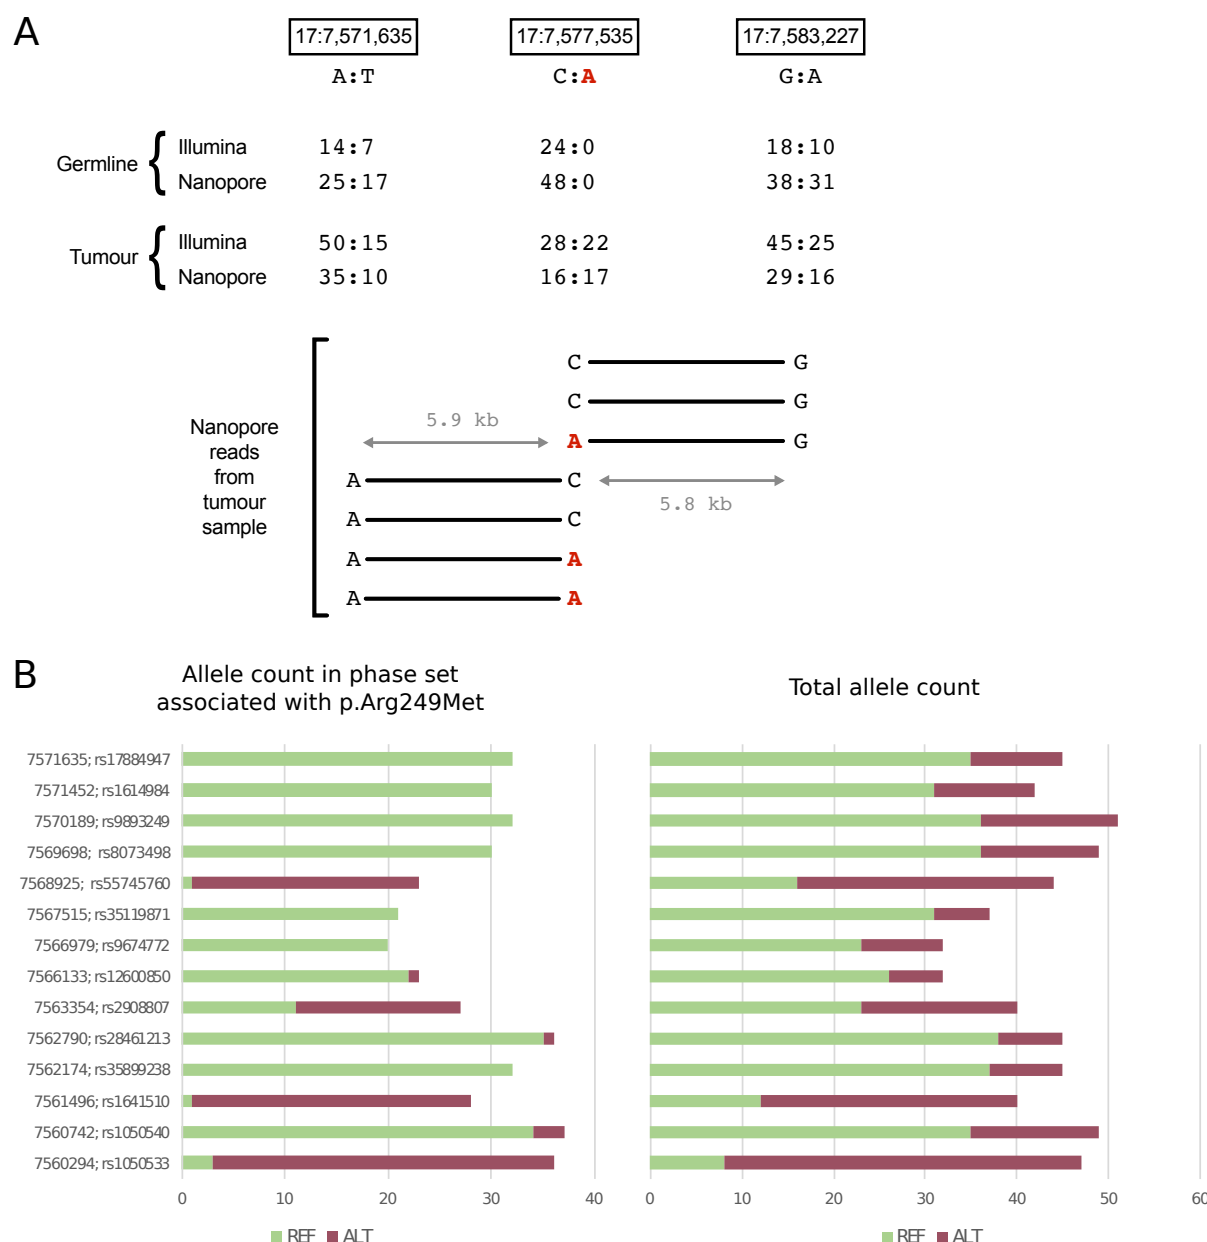 A
17:7,571,635 17:7,577,535 17:7,583,227
A:T C:A G:A
Germline { Illumina 14:7 24:0 18:10
Nanopore 25:17 48:0 38:31
Tumour { Illumina 50:15 28:22 45:25
Nanopore 35:10 16:17 29:16
Nanopore
reads
from
tumour
sample
C G
C G
5.9 kb
A G
A C
5.8 kb
A C
A A
A A
B
Allele count in phase set
associated with p.Arg249Met
Total allele count
7571635; rs17884947
7571452; rs1614984
7570189; rs9893249
7569698; rs8073498
7568925; rs55745760
7567515; rs35119871
7566979; rs9674772
7566133; rs12600850
7563354; rs2908807
7562790; rs28461213
7562174; rs35899238
7561496; rs1641510
7560742; rs1050540
7560294; rs1050533
0 10 20 30 40
0 10 20 30 40 50 60
REF ALT
REF ALT